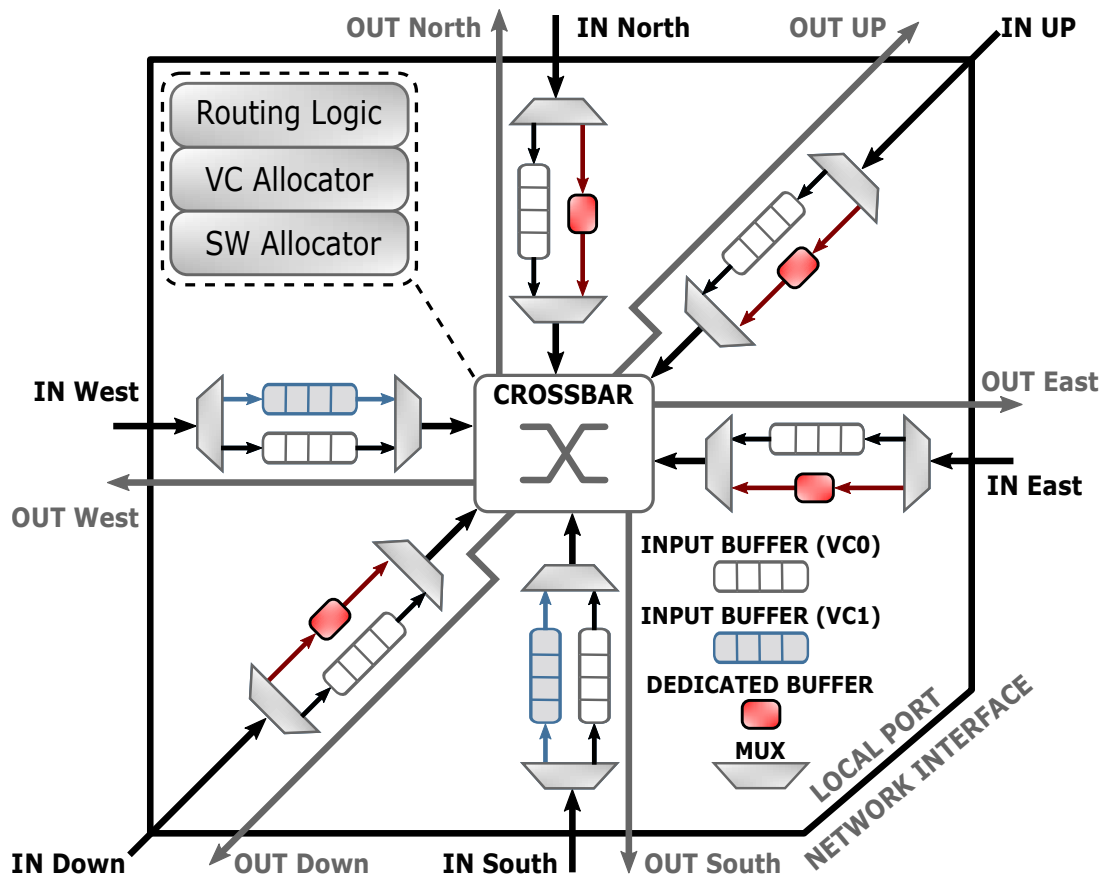 OUT North
IN North
OUT UP
IN UP
Routing Logic
VC Allocator
SW Allocator
IN West
CROSSBAR
OUT East
OUT West
IN East
INPUT BUFFER (VC0)
INPUT BUFFER (VC1)
DEDICATED BUFFER
MUX
LOCAL PORT
NETWORK INTERFACE
IN Down
OUT Down
IN South
OUT South